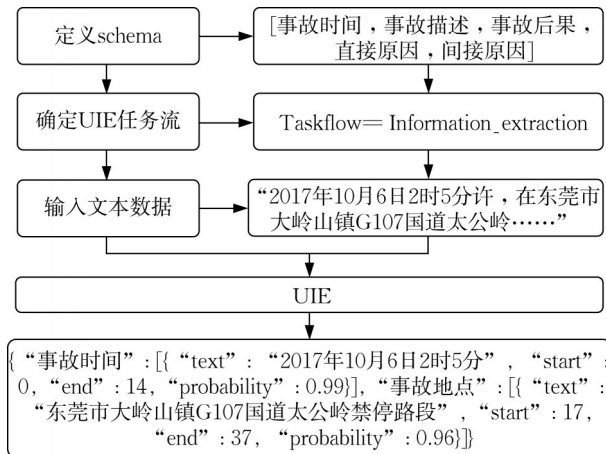 定义schema
[事故时间,事故描述,事故后果,
直接原因,间接原因]
确定UIE任务流
Taskflow= Information_extraction
输入文本数据
“2017年10月6日2时5分许,在东莞市
大岭山镇G107国道太公岭……”
UIE
{“事故时间”:[{“text”: “2017年10月6日2时5分”, “start”:
0, “end”: 14, “probability”: 0.99}],“事故地点”:[{“text”:
“东莞市大岭山镇G107国道太公岭禁停路段”, “start”: 17,
“end”: 37, “probability”: 0.96}]}